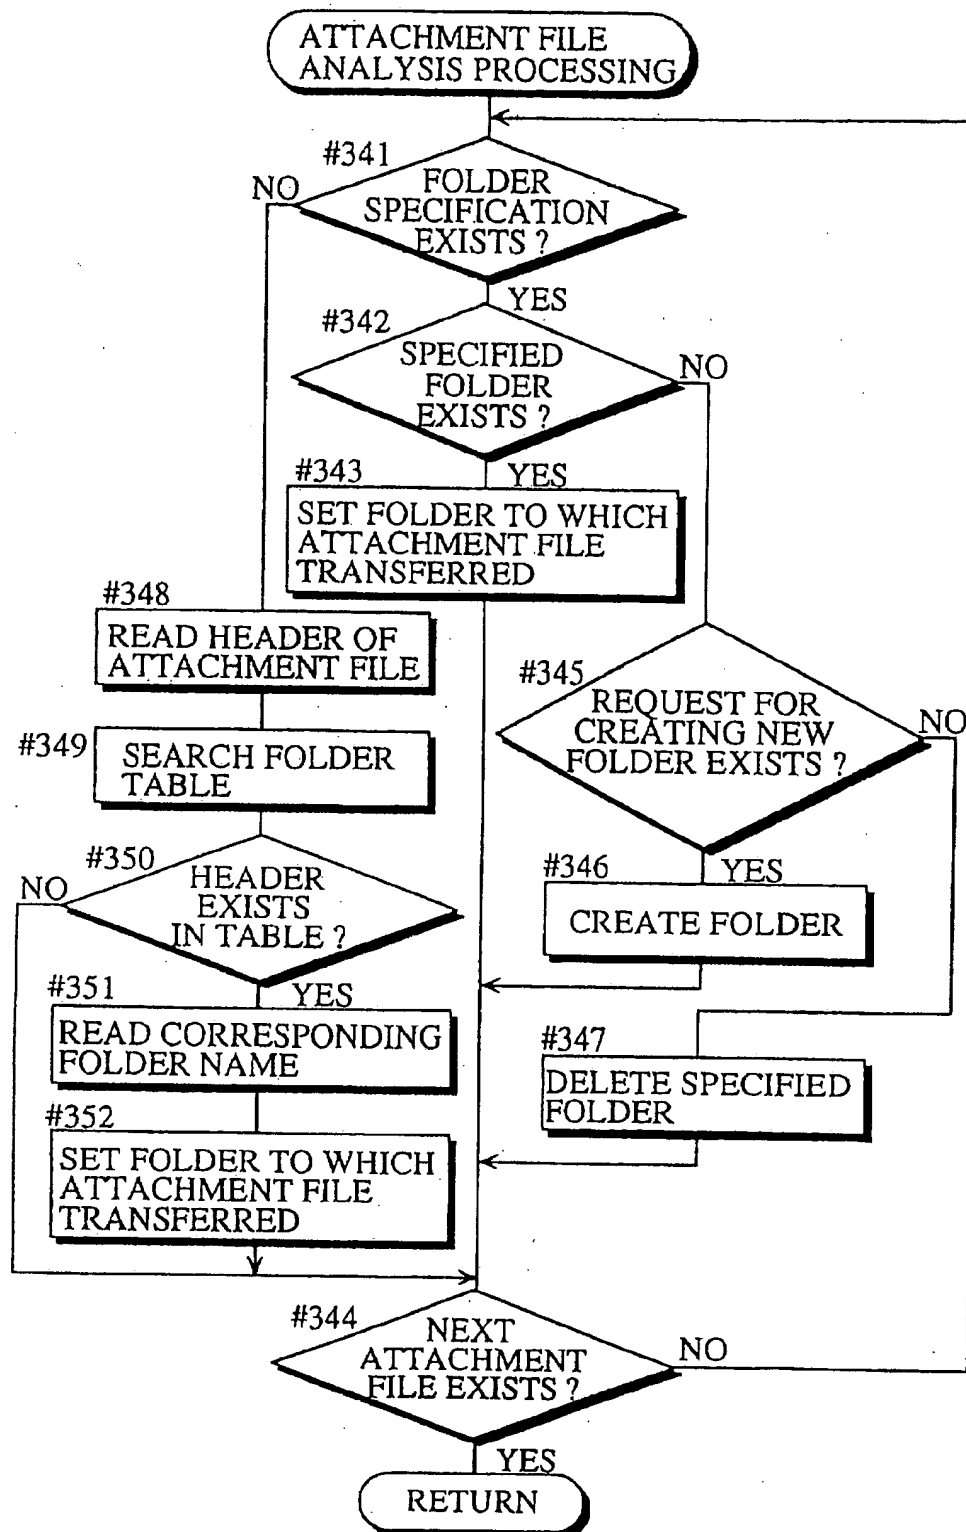 ATTACHMENT FILE
ANALYSIS PROCESSING
#341
NO
FOLDER
SPECIFICATION
EXISTS ?
YES
#342
SPECIFIED
FOLDER
EXISTS ?
NO
YES
#343
SET FOLDER TO WHICH
ATTACHMENT FILE
TRANSFERRED
#348
READ HEADER OF
ATTACHMENT FILE
#345
REQUEST FOR
CREATING NEW
FOLDER EXISTS ?
NO
#349
SEARCH FOLDER
TABLE
#350
NO
HEADER
EXISTS
IN TABLE ?
YES
#346
YES
CREATE FOLDER
#351
READ CORRESPONDING
FOLDER NAME
#347
DELETE SPECIFIED
FOLDER
#352
SET FOLDER TO WHICH
ATTACHMENT FILE
TRANSFERRED
#344
NEXT
ATTACHMENT
FILE EXISTS ?
NO
YES
RETURN